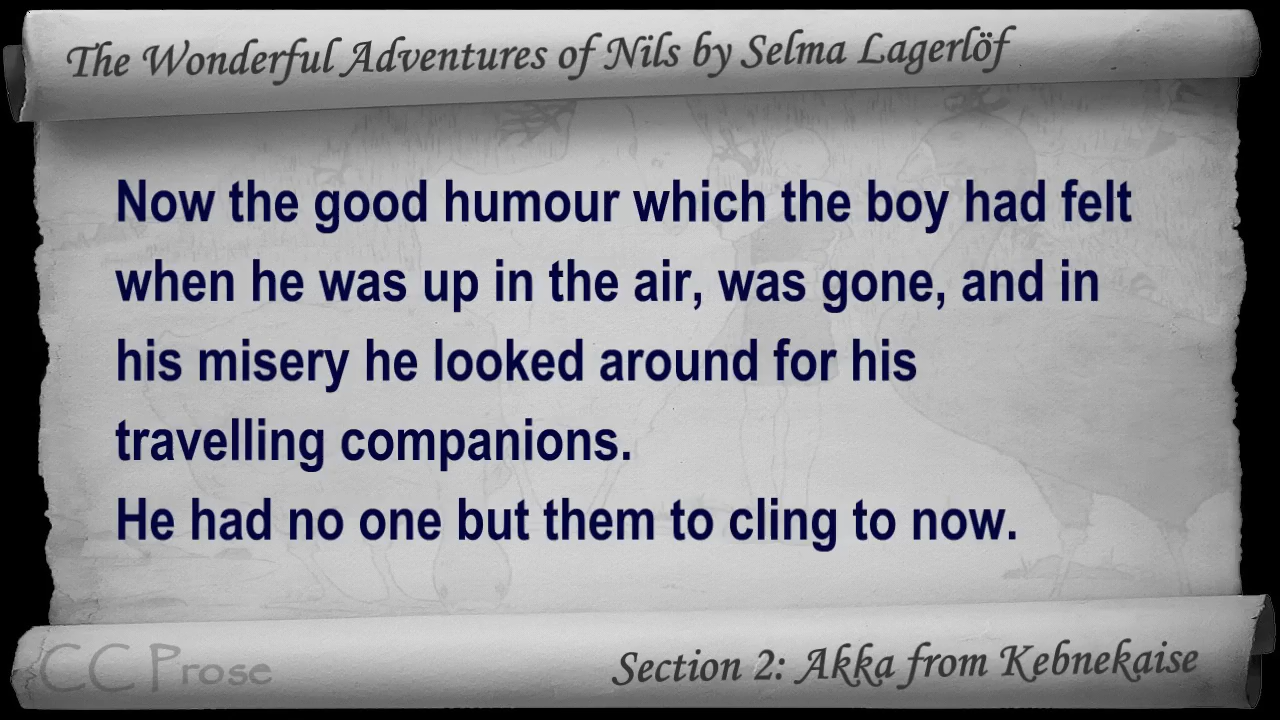 The Wonderful Adventures of Nils by Selma Lagerlöf
Now the good humour which the boy had felt
when he was up in the air, was gone, and in
his misery he looked around for his
travelling companions.
He had no one but them to cling to now.
CC Prose
Section 2: Akka from Kebnekaise